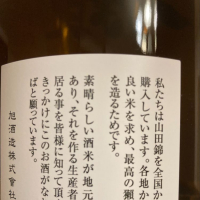 私たちは山田錦を全国か
購入しています。各地か
良い米を求め、最高の獺
を造るためです。
素晴らしい酒米が地元
あり、それを作る生産者
居る事を皆様に知って頂
きっかけにこのお酒がな
ばと願っています。
旭酒造株式會社